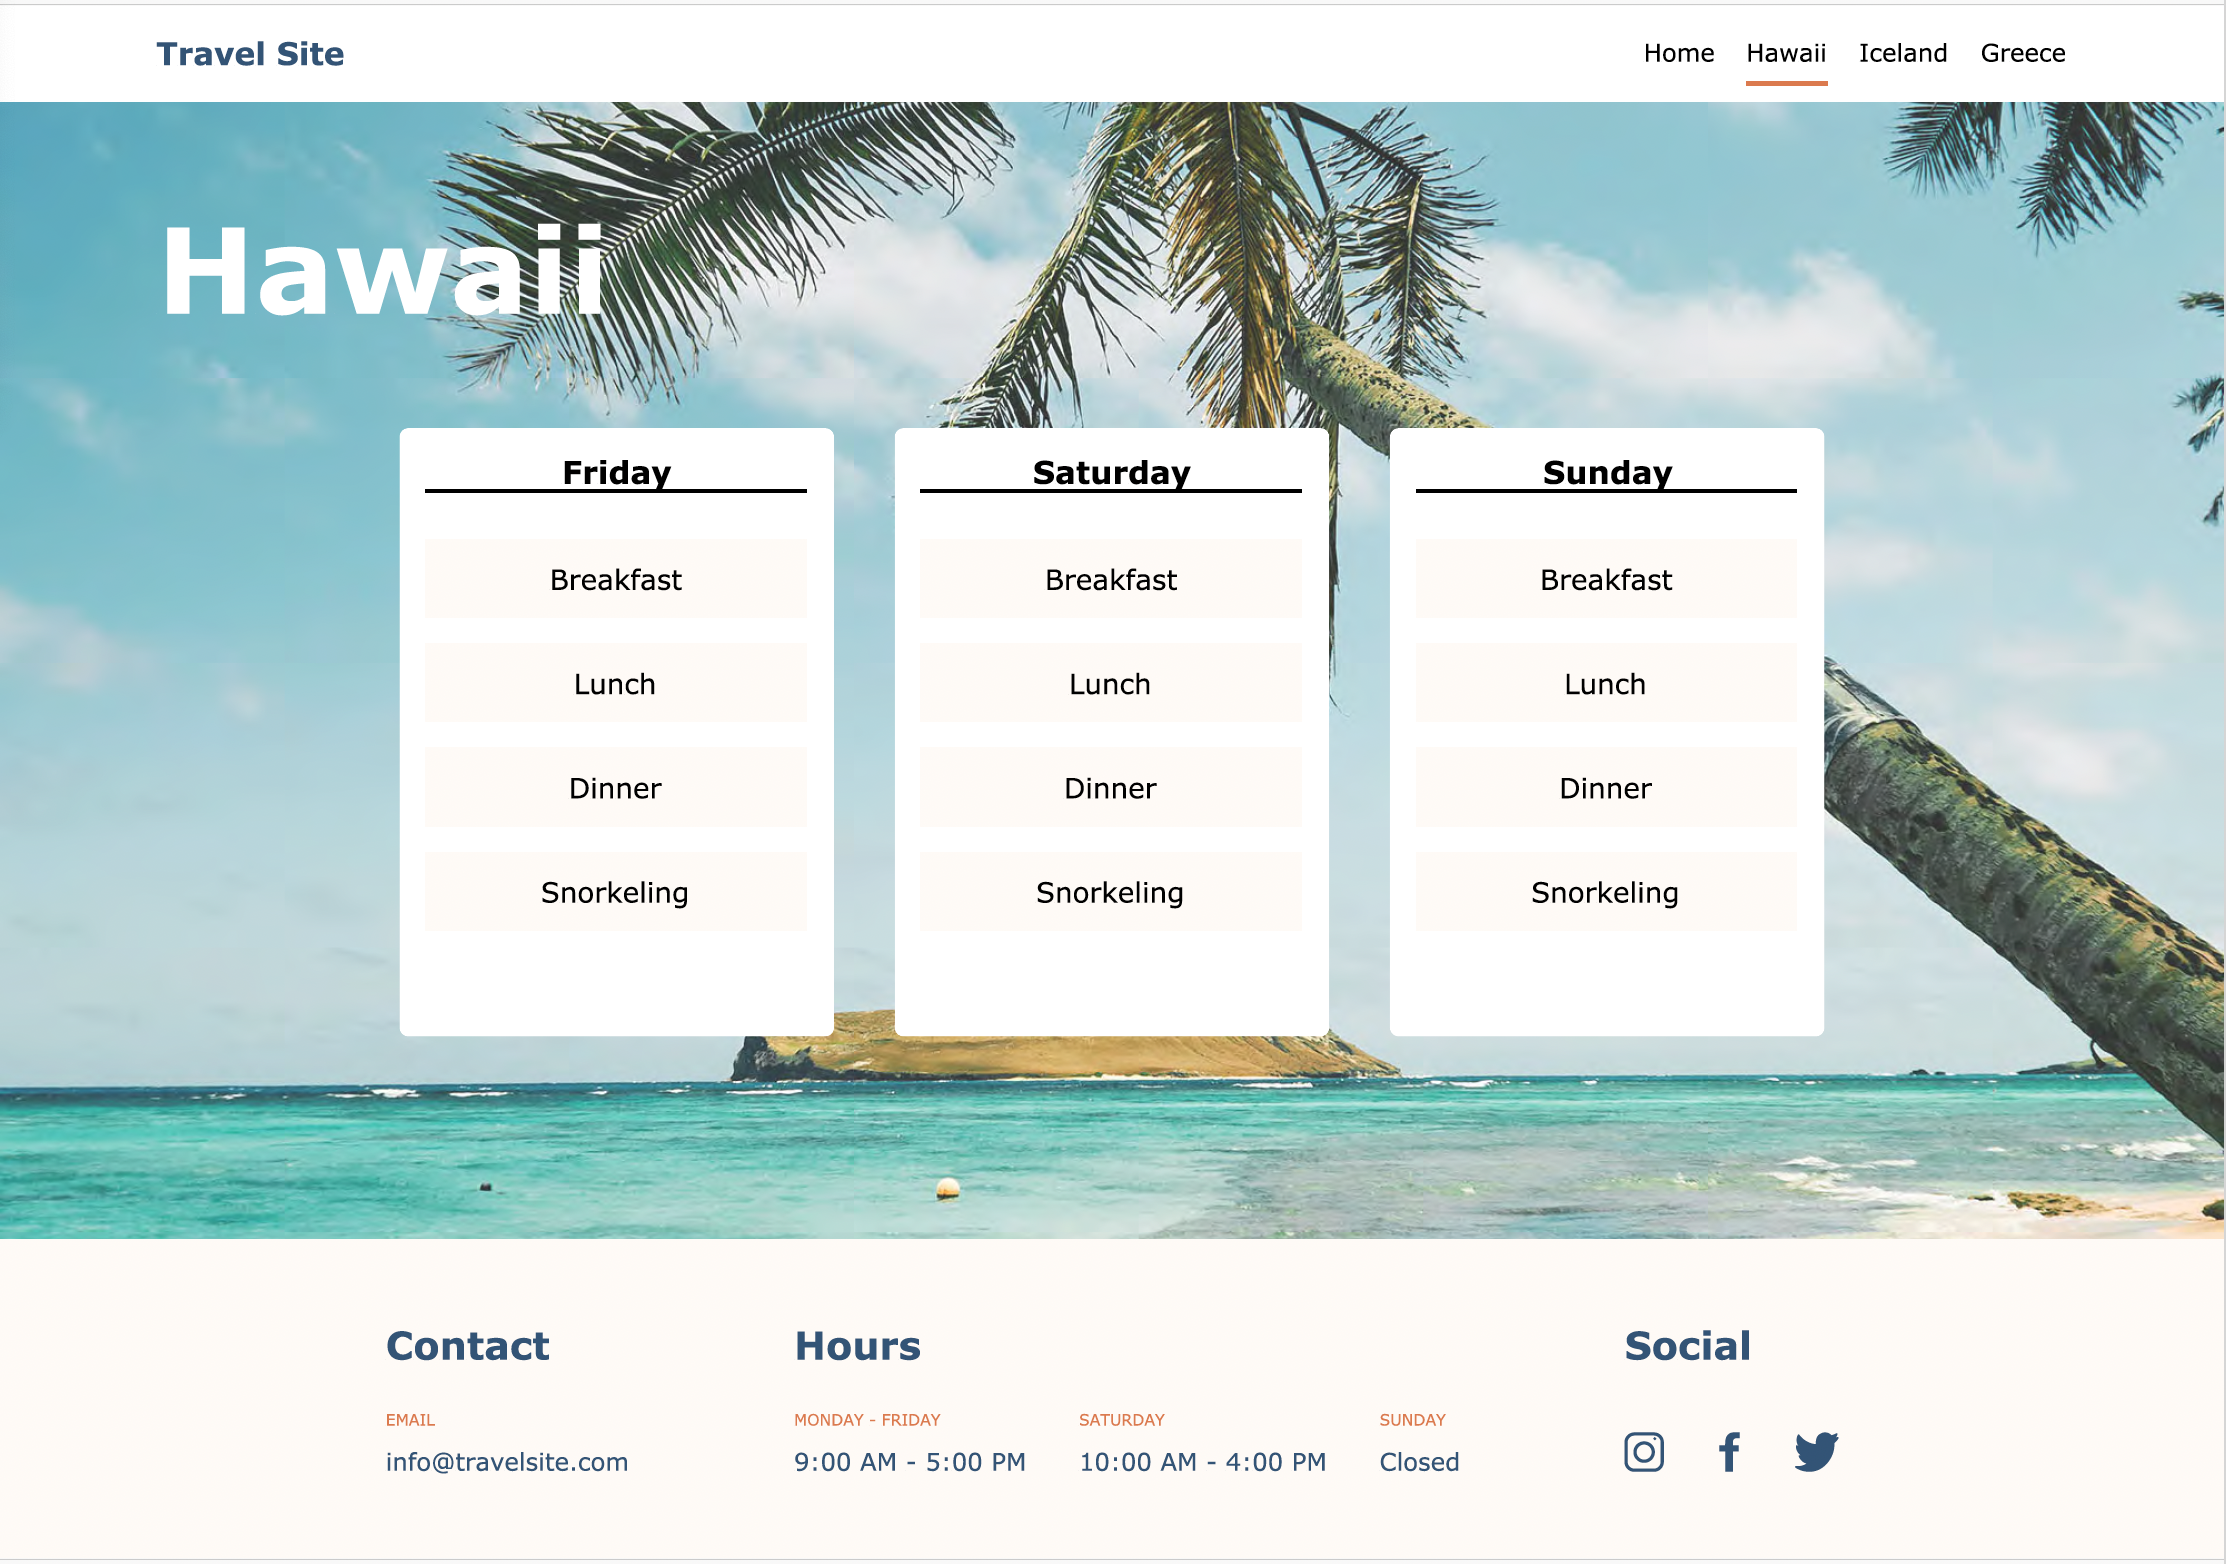 Travel Site
Home Hawaii Iceland Greece
Hawaii
Friday
Breakfast
Lunch
Dinner
Snorkeling
Saturday
Breakfast
Lunch
Dinner
Snorkeling
Sunday
Breakfast
Lunch
Dinner
Snorkeling
Contact
EMAIL
info@travelsite.com
Hours
MONDAY - FRIDAY
9:00 AM - 5:00 PM
SATURDAY
10:00 AM - 4:00 PM
SUNDAY
Closed
Social